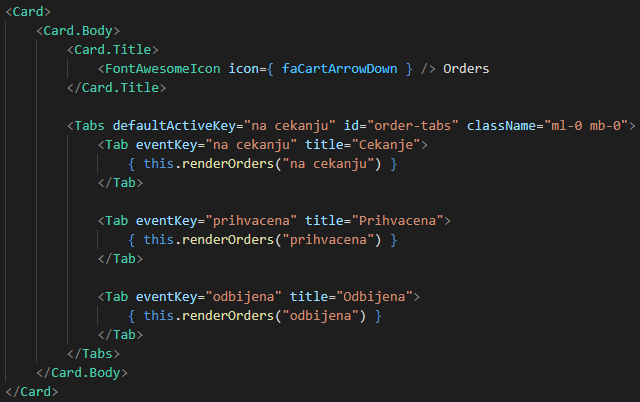 <Card>
<Card.Body>
<Card.Title>
<FontAwesomeIcon icon={ faCartArrowDown } /> Orders
</Card.Title>
<Tabs defaultActiveKey="na cekanju" id="order-tabs" className="ml-0 mb-0">
<Tab eventKey="na cekanju" title="Cekanje">
{ this.renderOrders("na cekanju") }
</Tab>
<Tab eventKey="prihvacena" title="Prihvacena">
{ this.renderOrders("prihvacena") }
</Tab>
<Tab eventKey="odbijena" title="Odbijena">
{ this.renderOrders("odbijena") }
</Tab>
</Tabs>
</Card.Body>
</Card>